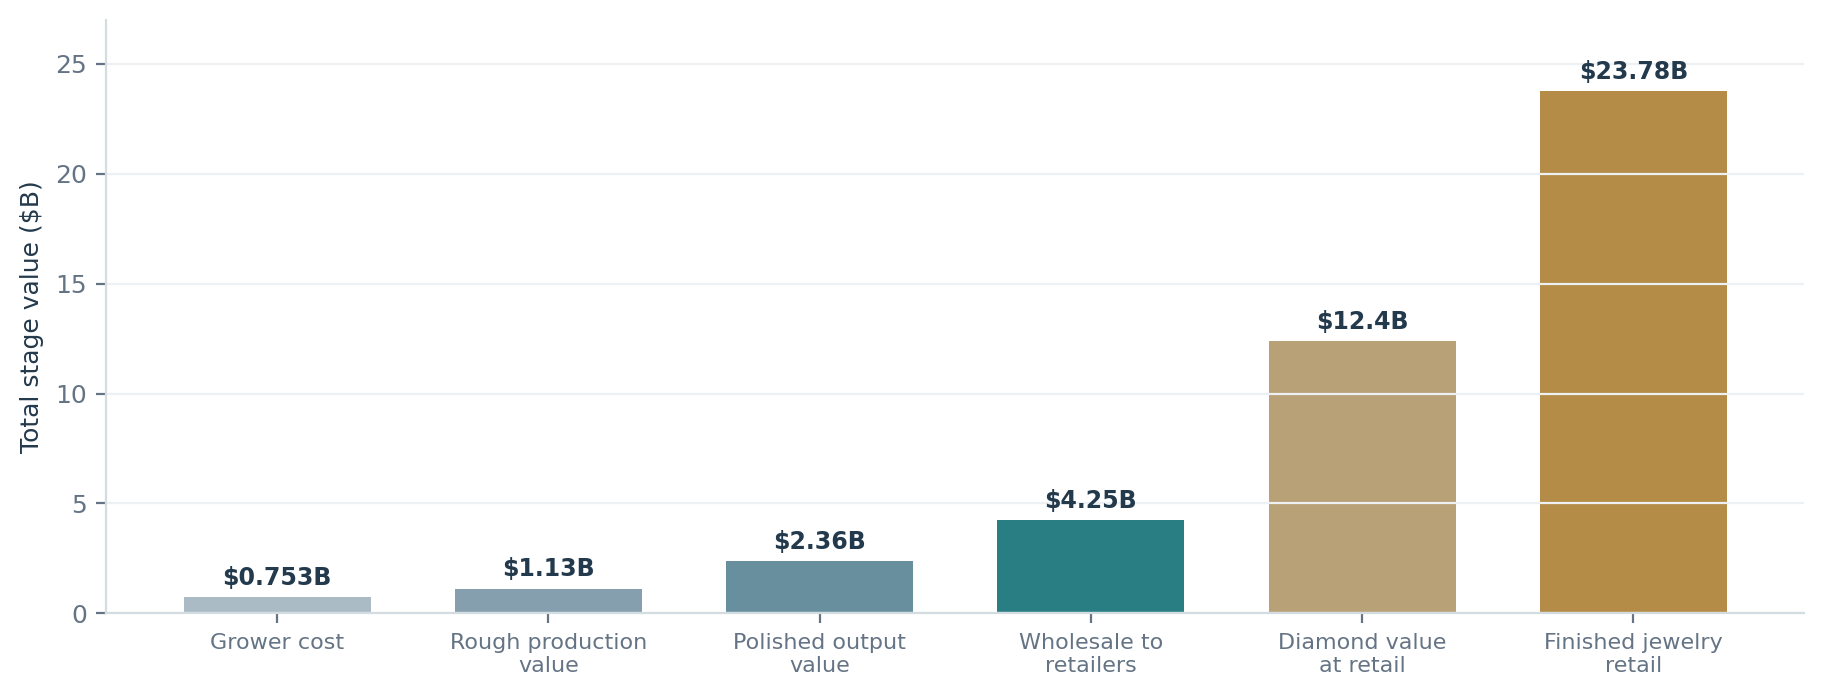 Total stage value ($B)
25
20
15
10
5
0
$0.753B
$1.13B
$2.36B
$4.25B
$12.4B
$23.78B
Grower cost
Rough production
value
Polished output
value
Wholesale to
retailers
Diamond value
at retail
Finished jewelry
retail